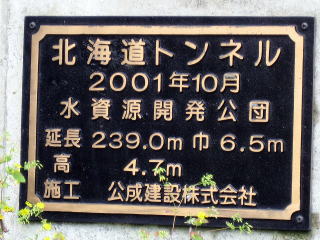 北海道トンネル
2001年10月
水資源開発公団
延長 239.0m 巾 6.5m
高 4.7m
施工 公成建設株式会社